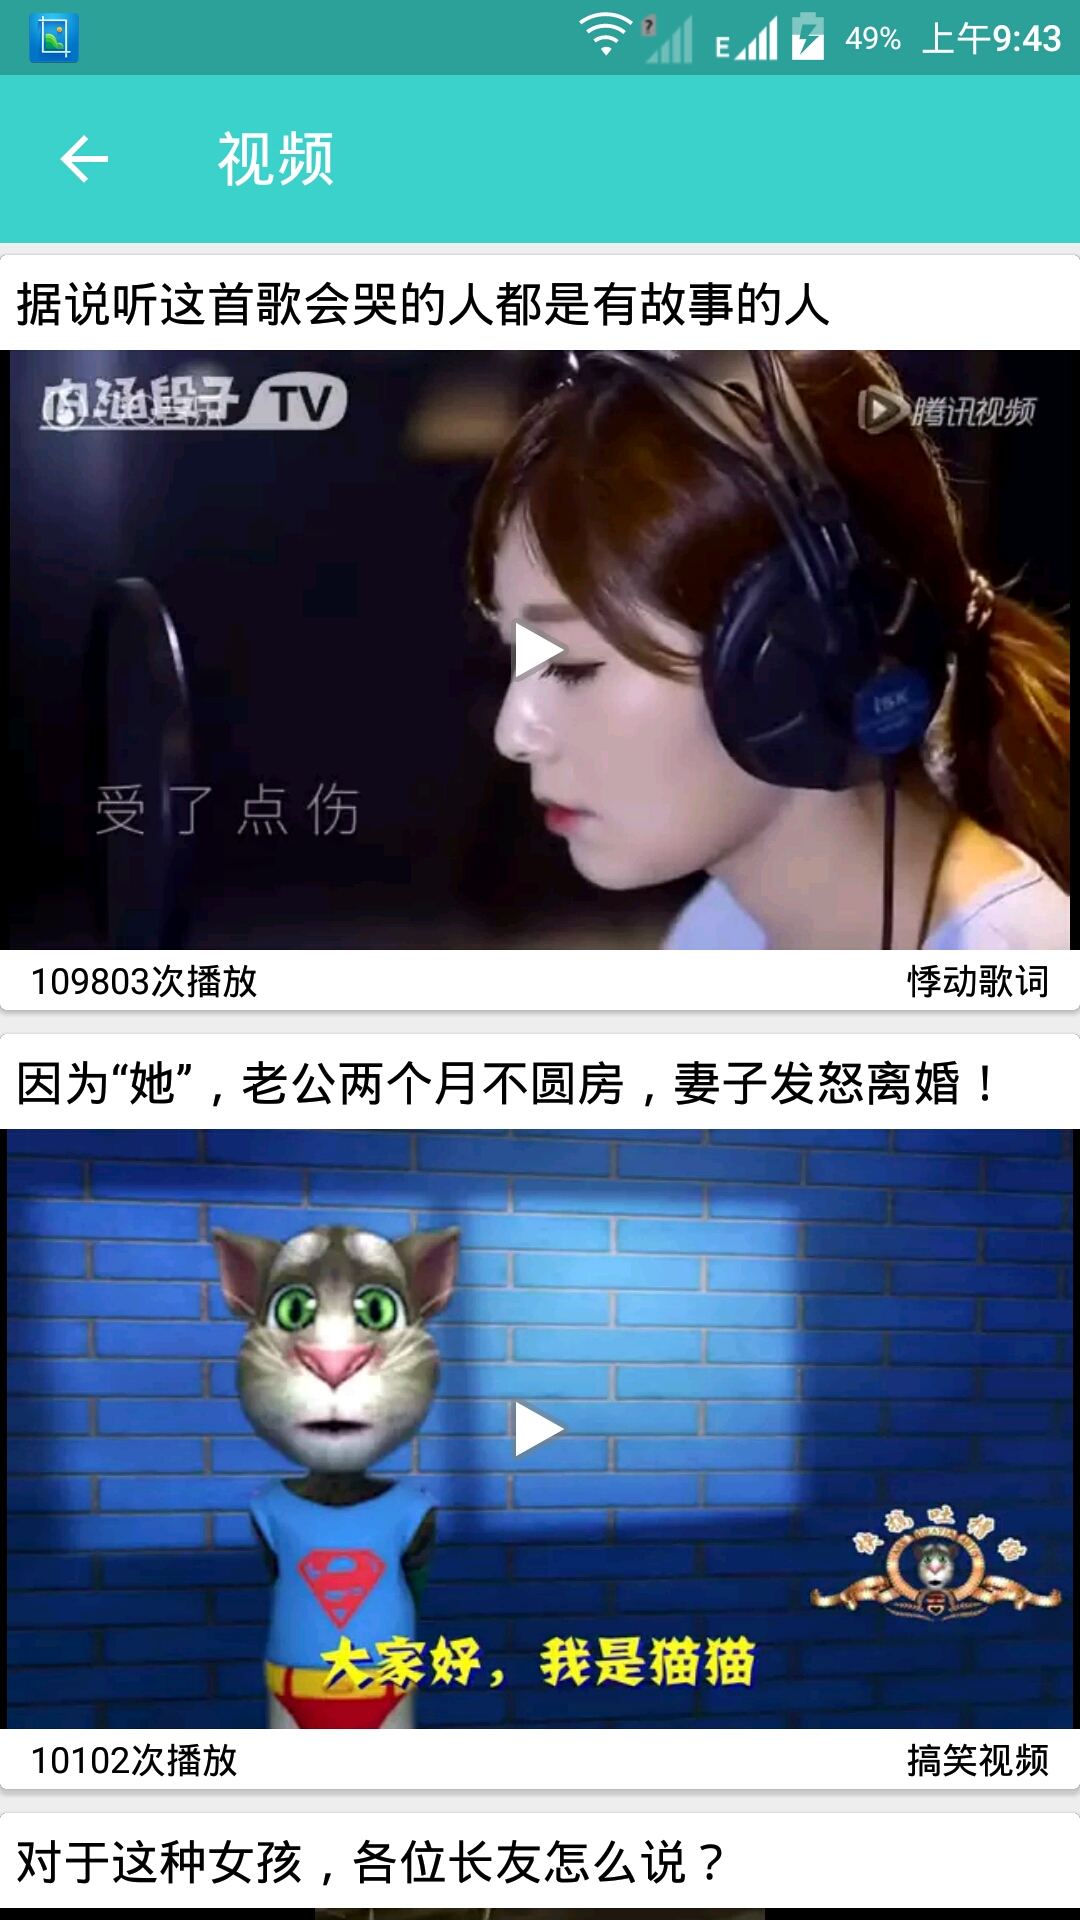 E 49% 上午9:43
视频
据说听这首歌会哭的人都是有故事的人
内涵段子TV
腾讯视频
ISK
受了点伤
109803次播放 悸动歌词
因为“她”，老公两个月不圆房，妻子发怒离婚！
大家好，我是猫猫
10102次播放 搞笑视频
对于这种女孩，各位长友怎么说？